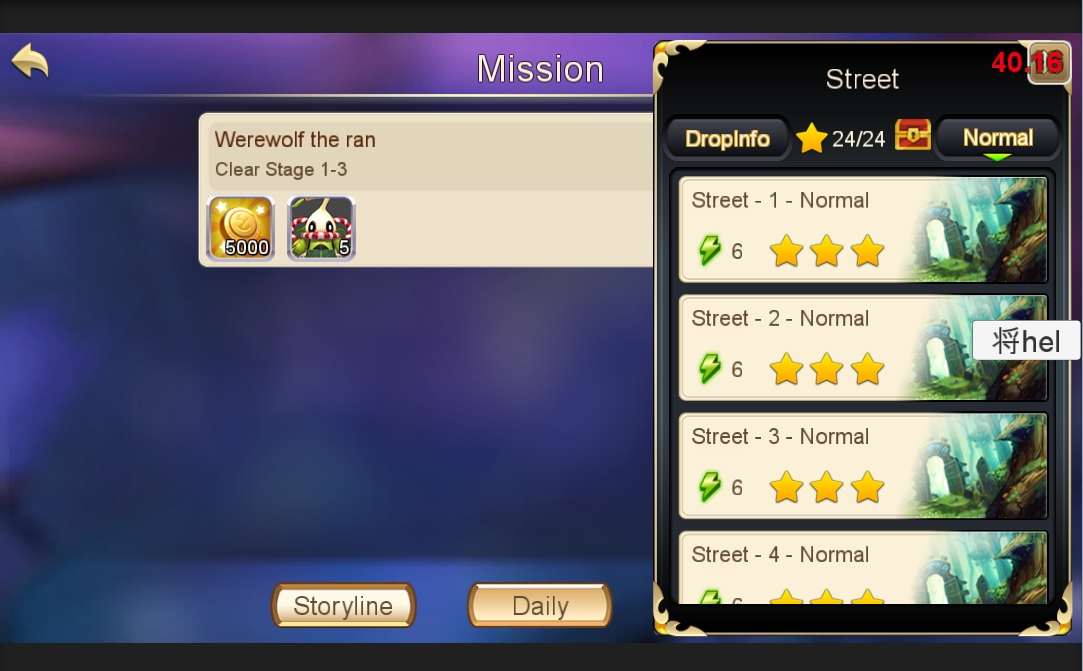 Mission
Werewolf the ran
Clear Stage 1-3
5000
5
Storyline
Daily
40.16
Street
DropInfo
24/24
Normal
Street - 1 - Normal
6
Street - 2 - Normal
6
将hel
Street - 3 - Normal
6
Street - 4 - Normal
6